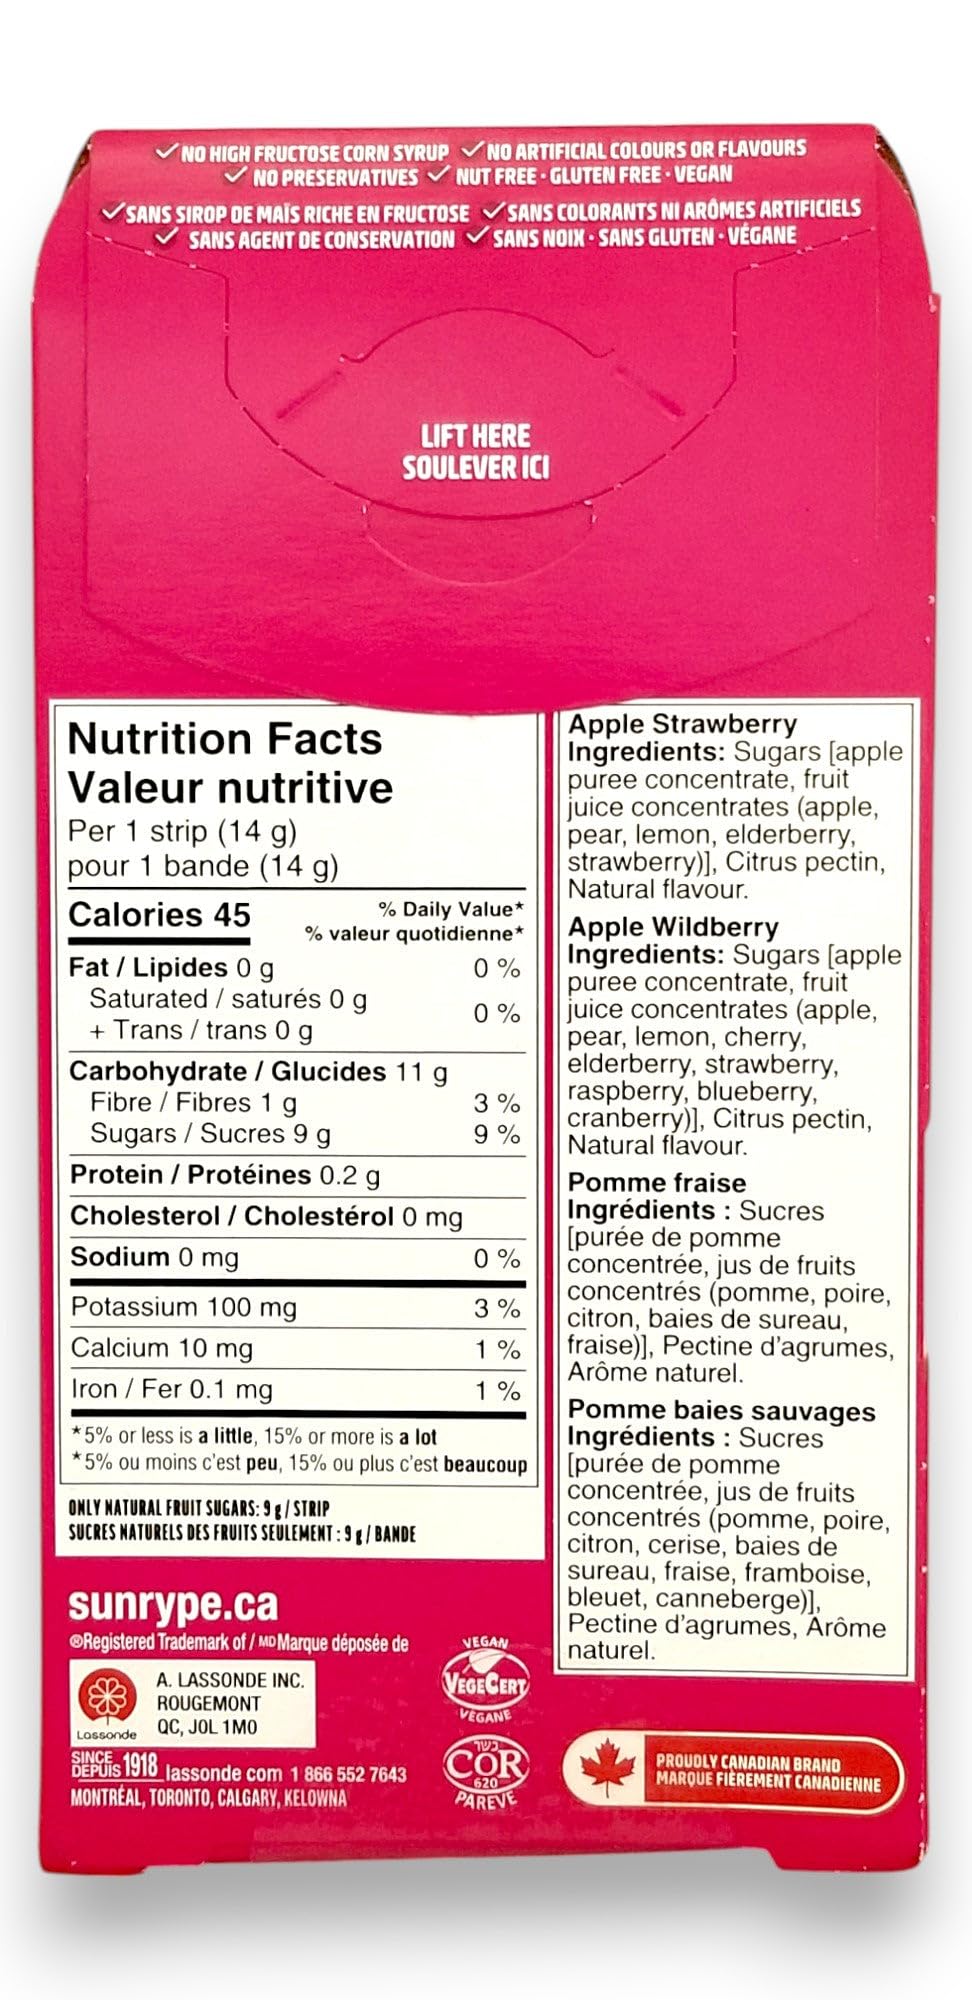 ✓ NO HIGH FRUCTOSE CORN SYRUP ✓ NO ARTIFICIAL COLOURS OR FLAVOURS
✓ NO PRESERVATIVES ✓ NUT FREE • GLUTEN FREE • VEGAN
✓ SANS SIROP DE MAÏS RICHE EN FRUCTOSE ✓ SANS COLORANTS NI ARÔMES ARTIFICIELS
✓ SANS AGENT DE CONSERVATION ✓ SANS NOIX • SANS GLUTEN • VÉGANE
LIFT HERE
SOULEVER ICI
Nutrition Facts
Valeur nutritive
Per 1 strip (14 g)
pour 1 bande (14 g)
Calories 45
% Daily Value*
% valeur quotidienne*
Fat / Lipides 0 g 0 %
Saturated / saturés 0 g
+ Trans / trans 0 g 0 %
Carbohydrate / Glucides 11 g
Fibre / Fibres 1 g 3 %
Sugars / Sucres 9 g 9 %
Protein / Protéines 0.2 g
Cholesterol / Cholestérol 0 mg
Sodium 0 mg 0 %
Potassium 100 mg 3 %
Calcium 10 mg 1 %
Iron / Fer 0.1 mg 1 %
*5% or less is a little, 15% or more is a lot
*5% ou moins c'est peu, 15% ou plus c'est beaucoup
ONLY NATURAL FRUIT SUGARS: 9 g / STRIP
SUCRES NATURELS DES FRUITS SEULEMENT : 9 g / BANDE
Apple Strawberry
Ingredients: Sugars [apple
puree concentrate, fruit
juice concentrates (apple,
pear, lemon, elderberry,
strawberry)], Citrus pectin,
Natural flavour.
Apple Wildberry
Ingredients: Sugars [apple
puree concentrate, fruit
juice concentrates (apple,
pear, lemon, cherry,
elderberry, strawberry,
raspberry, blueberry,
cranberry)], Citrus pectin,
Natural flavour.
Pomme fraise
Ingrédients : Sucres
[purée de pomme
concentrée, jus de fruits
concentrés (pomme, poire,
citron, baies de sureau,
fraise)], Pectine d'agrumes,
Arôme naturel.
Pomme baies sauvages
Ingrédients : Sucres
[purée de pomme
concentrée, jus de fruits
concentrés (pomme, poire,
citron, cerise, baies de
sureau, fraise, framboise,
bleuet, canneberge)],
Pectine d'agrumes, Arôme
naturel.
sunrype.ca
®Registered Trademark of / MD Marque déposée de
Lassonde
A. LASSONDE INC.
ROUGEMONT
QC, J0L 1M0
SINCE
DEPUIS 1918 lassonde com 1 866 552 7643
MONTRÉAL, TORONTO, CALGARY, KELOWNA
VEGAN
VEGECERT
VÉGANE
כשר
COR
620
PAREVE
PROUDLY CANADIAN BRAND
MARQUE FIÈREMENT CANADIENNE